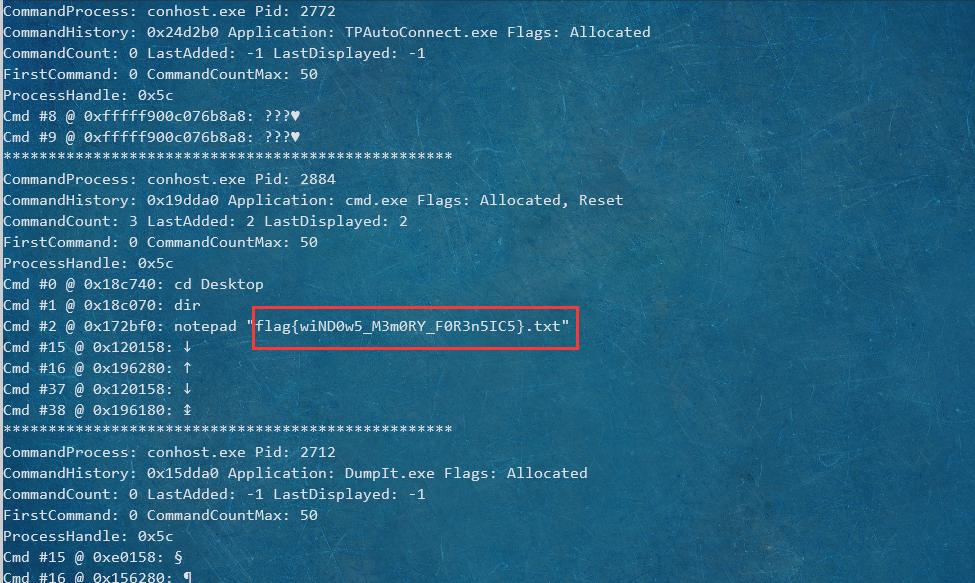 CommandProcess: conhost.exe Pid: 2772
CommandHistory: 0x24d2b0 Application: TPAutoConnect.exe Flags: Allocated
CommandCount: 0 LastAdded: -1 LastDisplayed: -1
FirstCommand: 0 CommandCountMax: 50
ProcessHandle: 0x5c
Cmd #8 @ 0xfffff900c076b8a8: ???♥
Cmd #9 @ 0xfffff900c076b8a8: ???♥
**************************************************
CommandProcess: conhost.exe Pid: 2884
CommandHistory: 0x19dda0 Application: cmd.exe Flags: Allocated, Reset
CommandCount: 3 LastAdded: 2 LastDisplayed: 2
FirstCommand: 0 CommandCountMax: 50
ProcessHandle: 0x5c
Cmd #0 @ 0x18c740: cd Desktop
Cmd #1 @ 0x18c070: dir
Cmd #2 @ 0x172bf0: notepad "flag{wiND0w5_M3m0RY_F0R3n5IC5}.txt"
Cmd #15 @ 0x120158: ↓
Cmd #16 @ 0x196280: ↑
Cmd #37 @ 0x120158: ↓
Cmd #38 @ 0x196180: ↨
**************************************************
CommandProcess: conhost.exe Pid: 2712
CommandHistory: 0x15dda0 Application: DumpIt.exe Flags: Allocated
CommandCount: 0 LastAdded: -1 LastDisplayed: -1
FirstCommand: 0 CommandCountMax: 50
ProcessHandle: 0x5c
Cmd #15 @ 0xe0158: §
Cmd #16 @ 0x156280: ¶